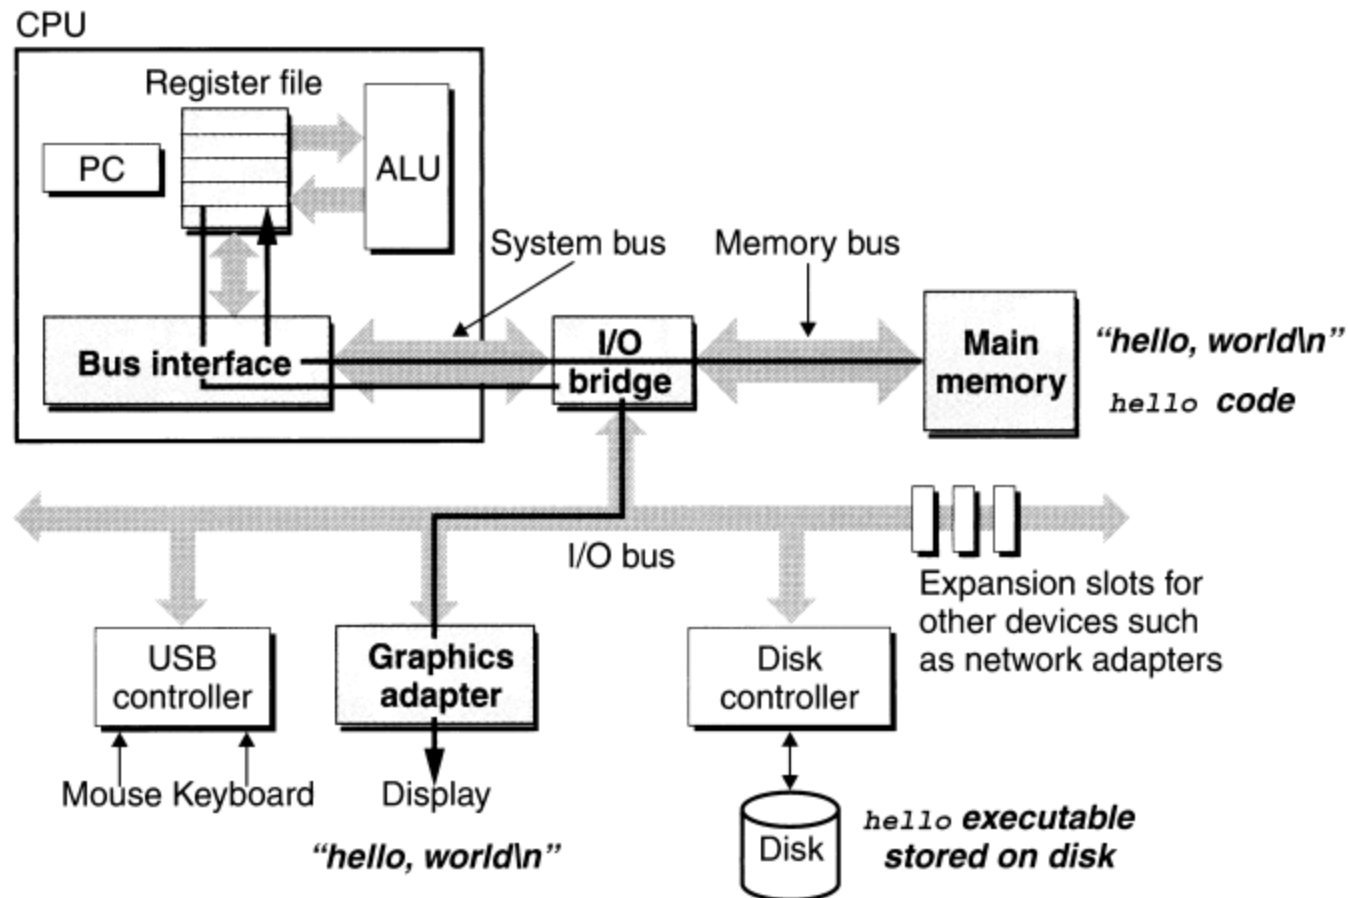 CPU
Register file
PC
ALU
System bus
Memory bus
Bus interface
I/O
bridge
Main
memory
“hello, world\n”
hello code
I/O bus
Expansion slots for
other devices such
as network adapters
USB
controller
Graphics
adapter
Disk
controller
Mouse Keyboard
Display
“hello, world\n”
Disk
hello executable
stored on disk